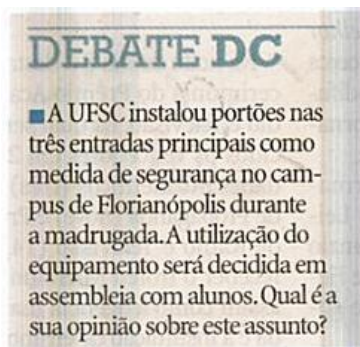 DEBATE DC
■ A UFSC instalou portões nas
três entradas principais como
medida de segurança no cam-
pus de Florianópolis durante
a madrugada. A utilização do
equipamento será decidida em
assembleia com alunos. Qual é a
sua opinião sobre este assunto?